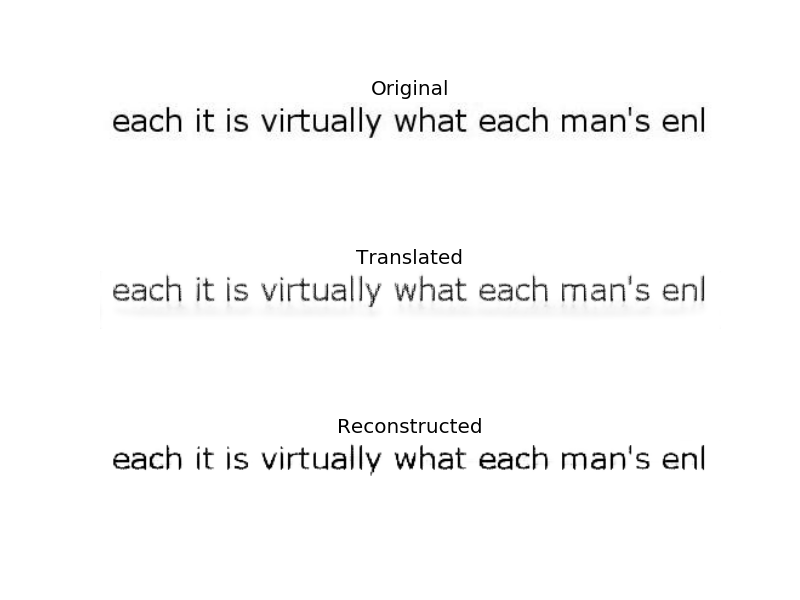 Original
each it is virtually what each man's enl
Translated
each it is virtually what each man's enl
Reconstructed
each it is virtually what each man's enl